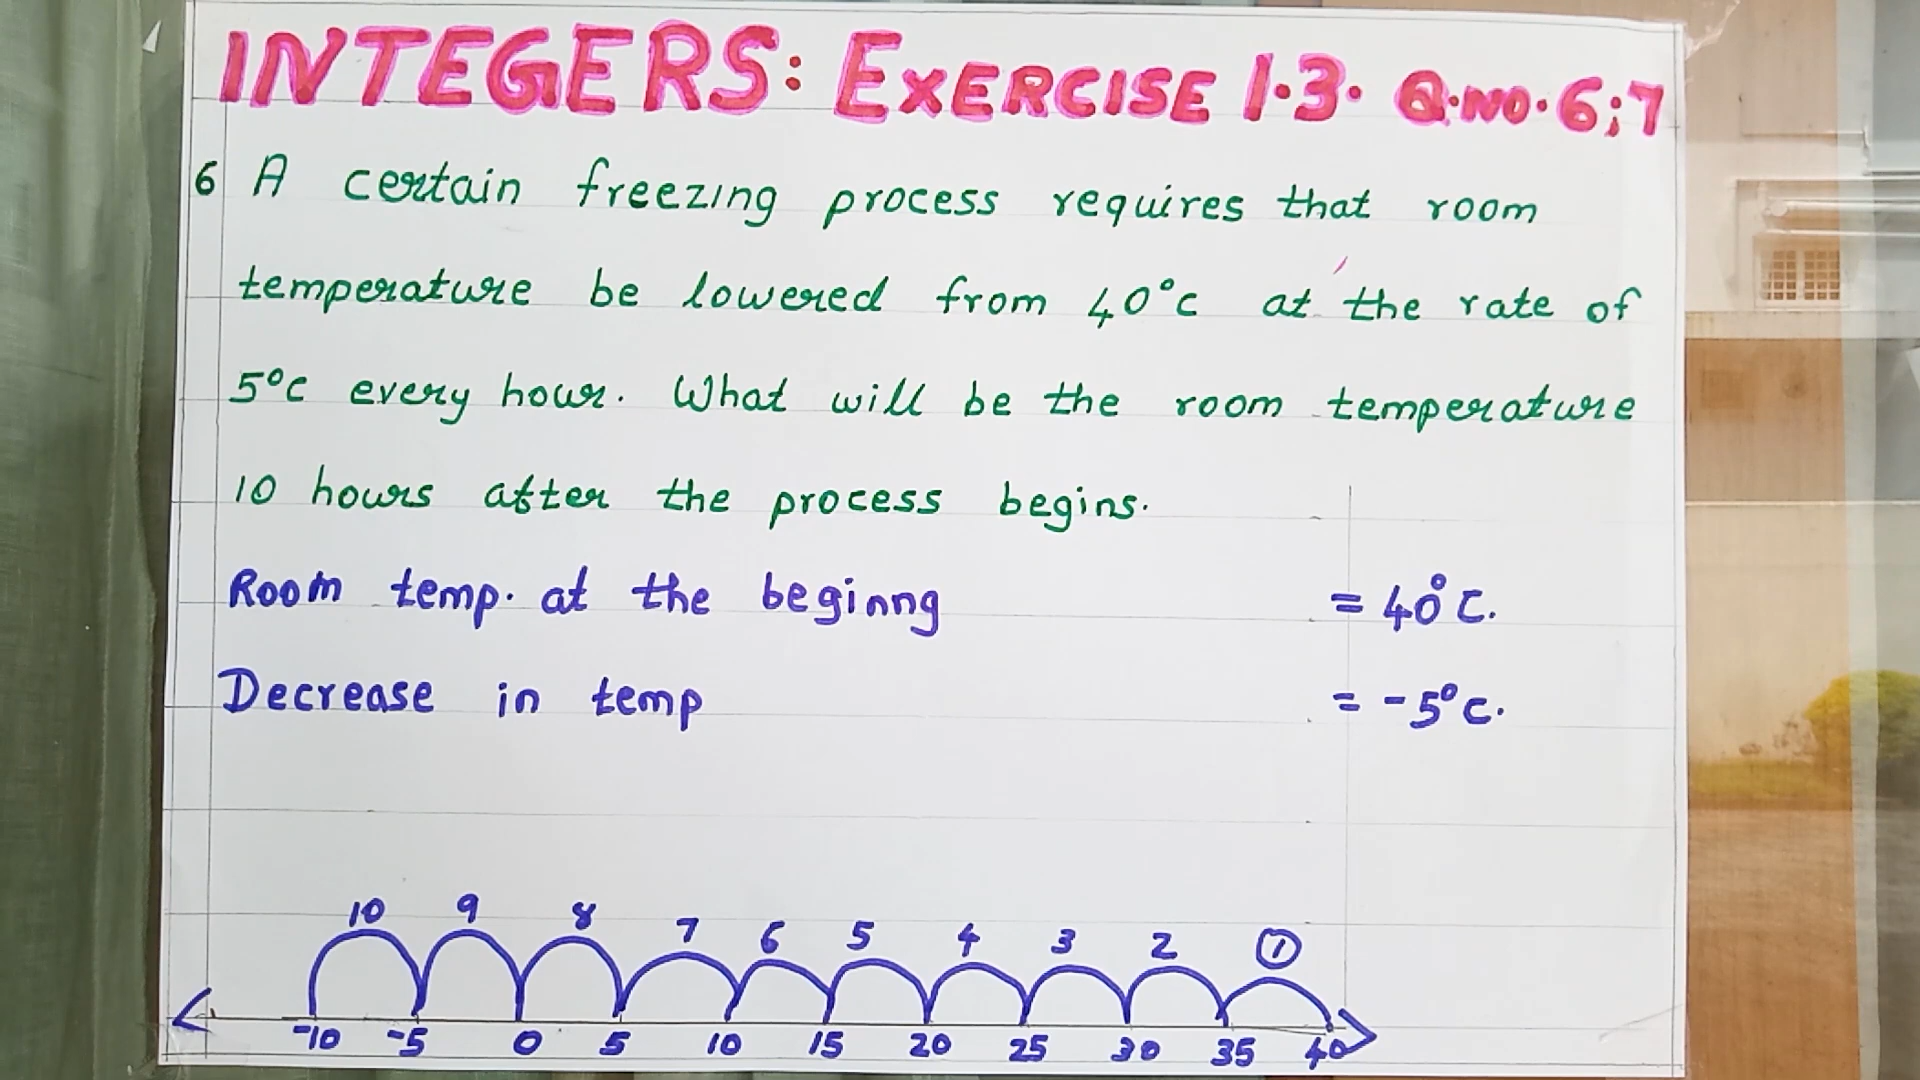 INTEGERS: EXERCISE 1.3. Q.NO.6;7
6 A certain freezing process requires that room
temperature be lowered from 40°c at the rate of
5°c every hour. What will be the room temperature
10 hours after the process begins.
Room temp. at the beginng = 40°C.
Decrease in temp = -5°C.
10 9 8 7 6 5 4 3 2 1
-10 -5 0 5 10 15 20 25 30 35 40